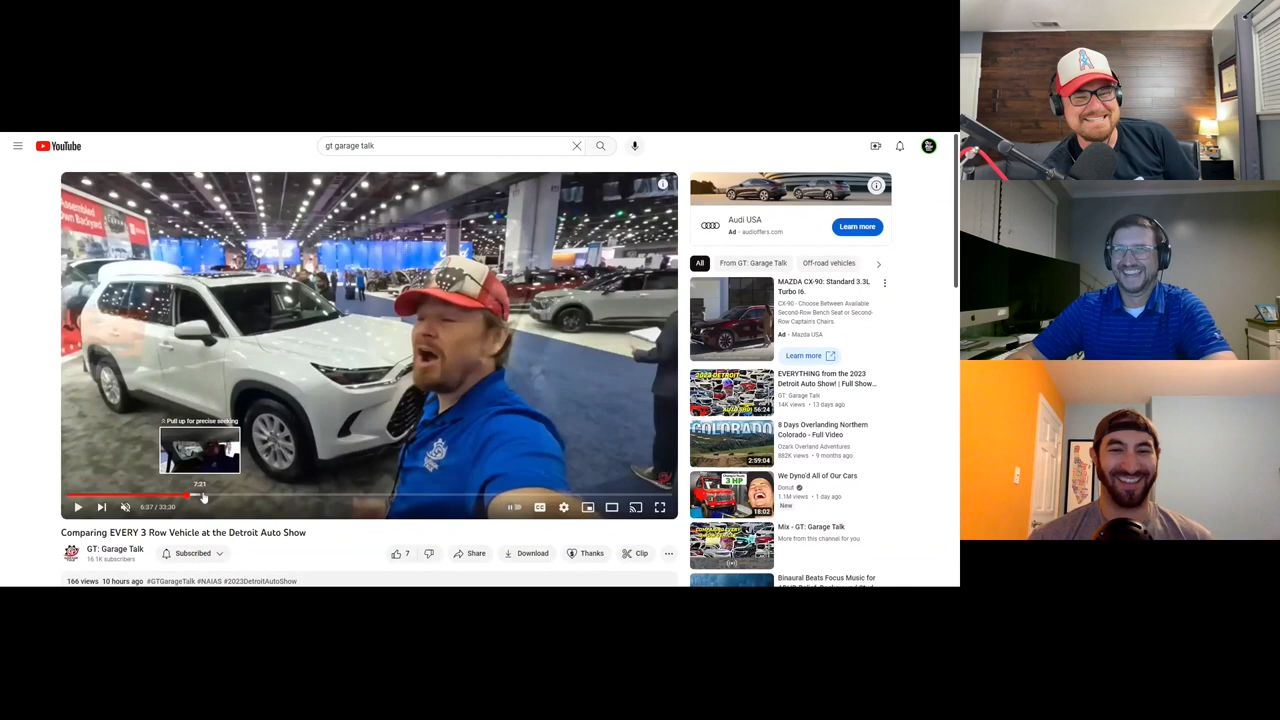 YouTube
gt garage talk
Assembled
Own Backyard
Pull up for precise seeking
7:21
6:37 / 33:30
CC
Comparing EVERY 3 Row Vehicle at the Detroit Auto Show
GT: Garage Talk
16.1K subscribers
Subscribed
7
Share
Download
Thanks
Clip
166 views 10 hours ago #GTGarageTalk #NAIAS #2023DetroitAutoShow
Audi USA
Ad · audioffers.com
Learn more
All
From GT: Garage Talk
Off-road vehicles
MAZDA CX-90: Standard 3.3L
Turbo I6.
CX-90 - Choose Between Available
Second-Row Bench Seat or Second-
Row Captain's Chairs.
Ad · Mazda USA
Learn more
56:24
EVERYTHING from the 2023
Detroit Auto Show! | Full Show...
GT: Garage Talk
14K views · 13 days ago
COLORADO
2:59:04
8 Days Overlanding Northern
Colorado - Full Video
Ozark Overland Adventures
882K views · 9 months ago
3 HP
18:02
We Dyno'd All of Our Cars
Donut
1.1M views · 1 day ago
New
Mix - GT: Garage Talk
More from this channel for you
Binaural Beats Focus Music for